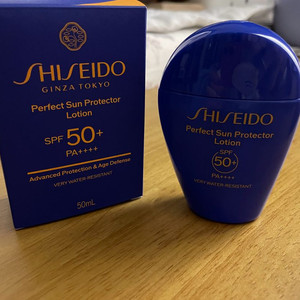 SHISEIDO
GINZA TOKYO
Perfect Sun Protector
Lotion
SPF 50+
PA++++
Advanced Protection & Age Defense
VERY WATER-RESISTANT
50mL
SHISEIDO
Perfect Sun Protector
Lotion
SPF
50+
PA++++
VERY WATER-RESISTANT